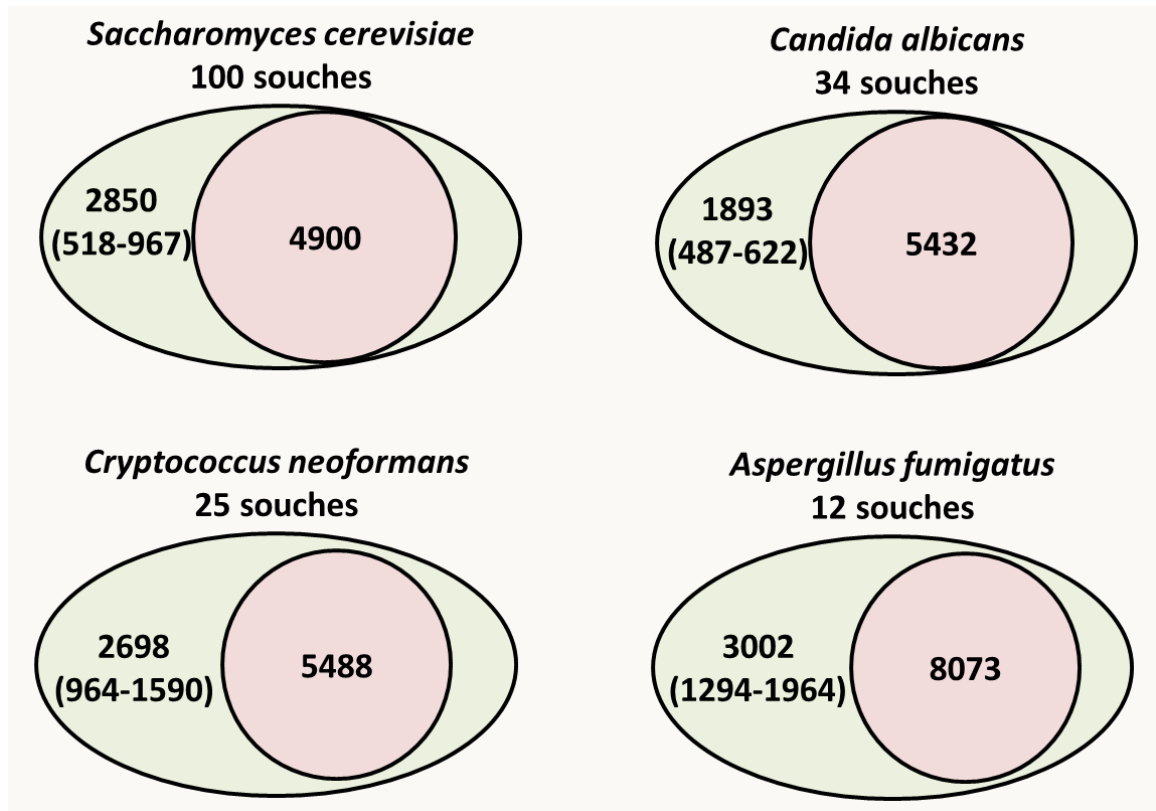 Saccharomyces cerevisiae
100 souches
2850
(518-967)
4900
Candida albicans
34 souches
1893
(487-622)
5432
Cryptococcus neoformans
25 souches
2698
(964-1590)
5488
Aspergillus fumigatus
12 souches
3002
(1294-1964)
8073